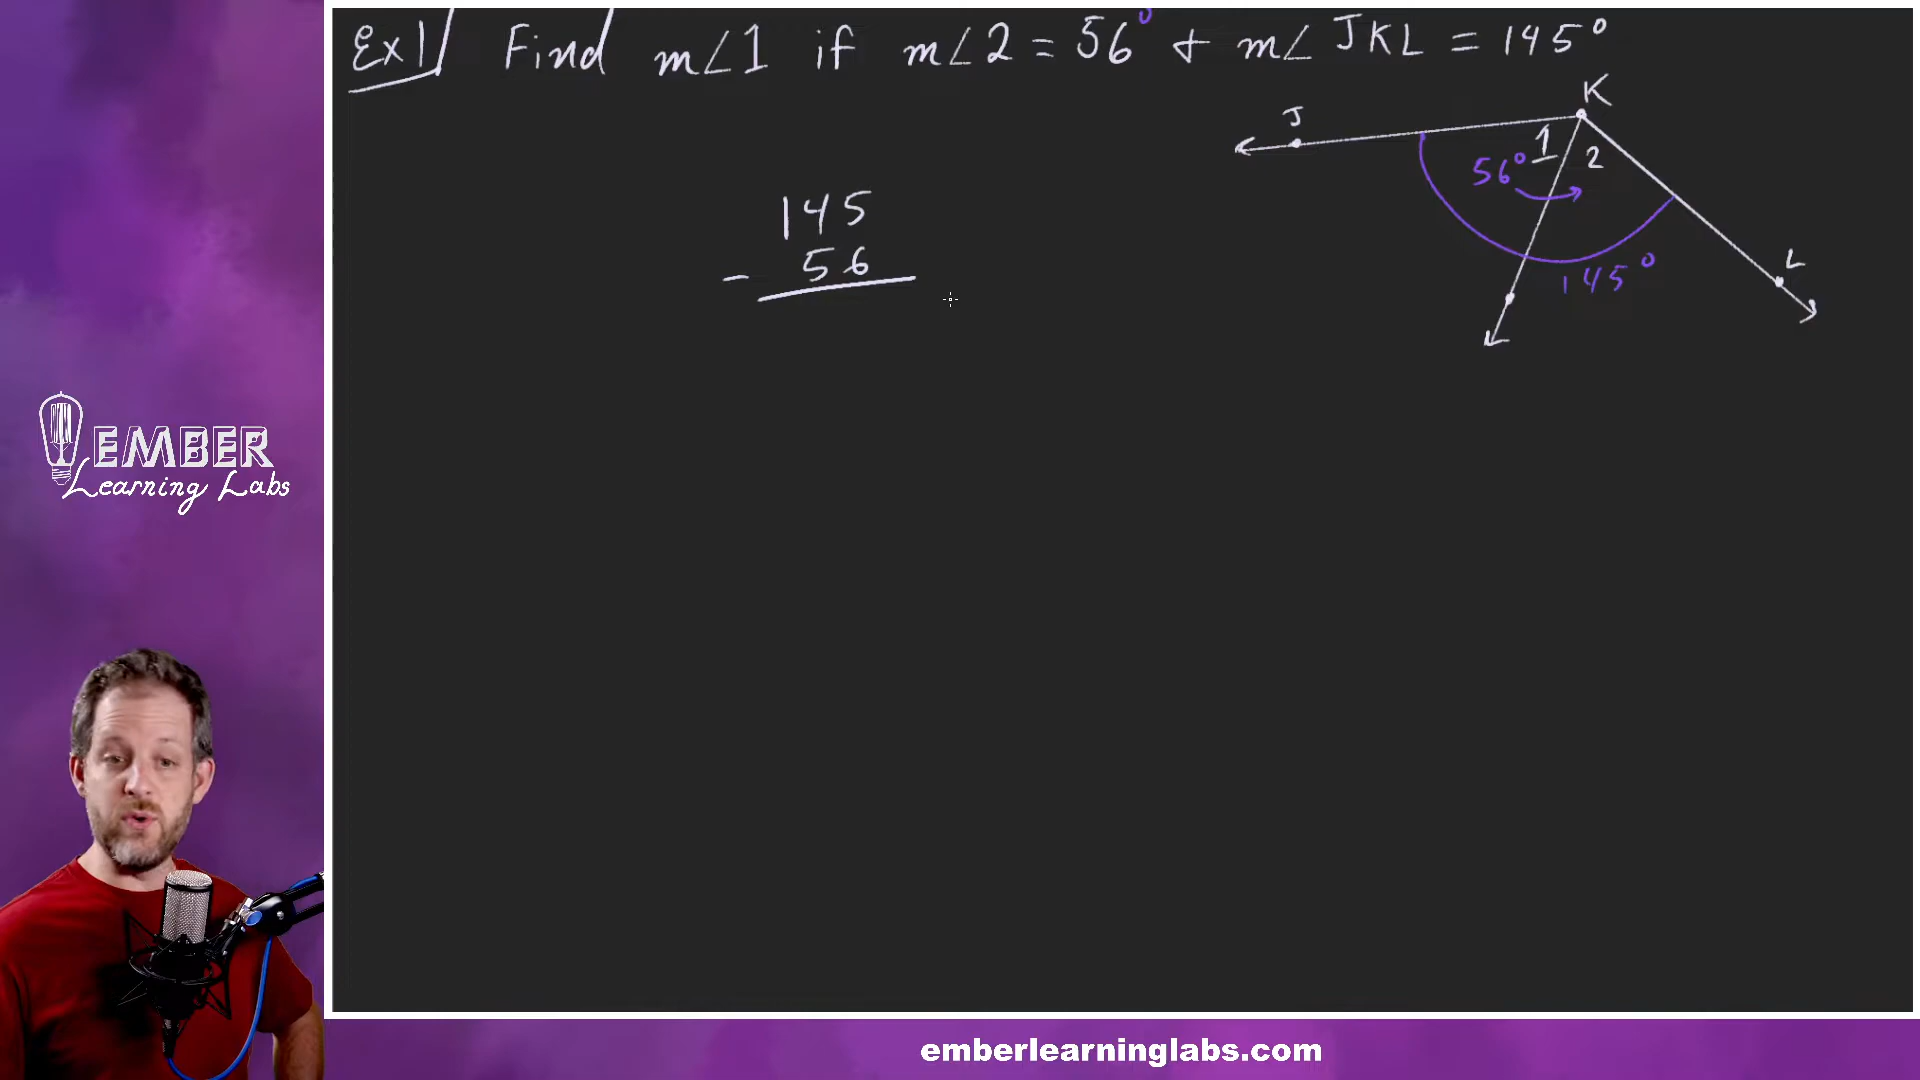 Ex1 Find m∠1 if m∠2 = 56° + m∠JKL = 145°
K
J
1
2
56°
L
145°
145
- 56
EMBER
Learning Labs
emberlearninglabs.com